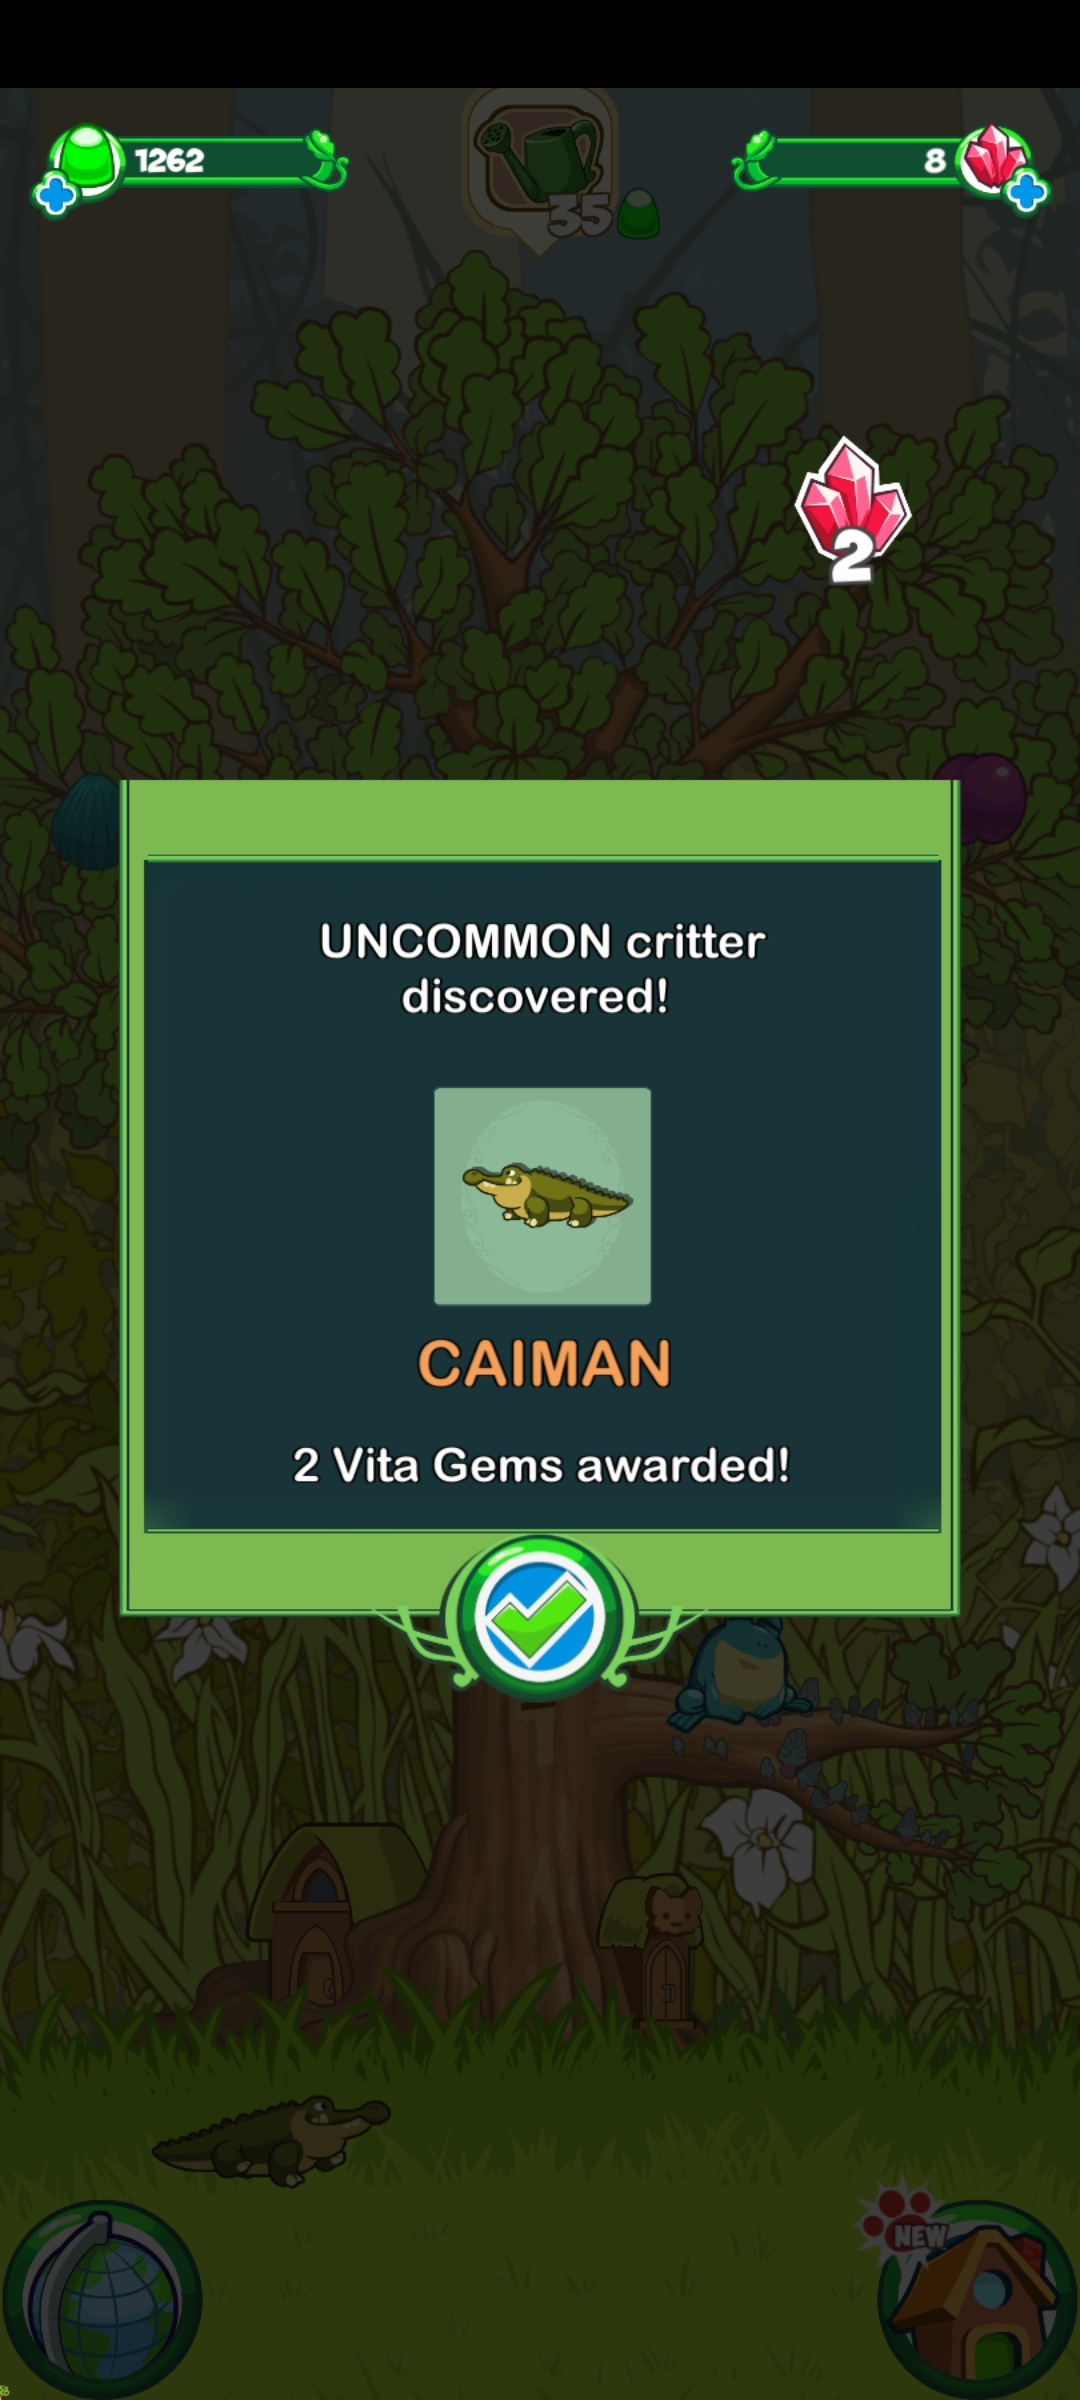 1262
35
8
2
UNCOMMON critter
discovered!
CAIMAN
2 Vita Gems awarded!
NEW